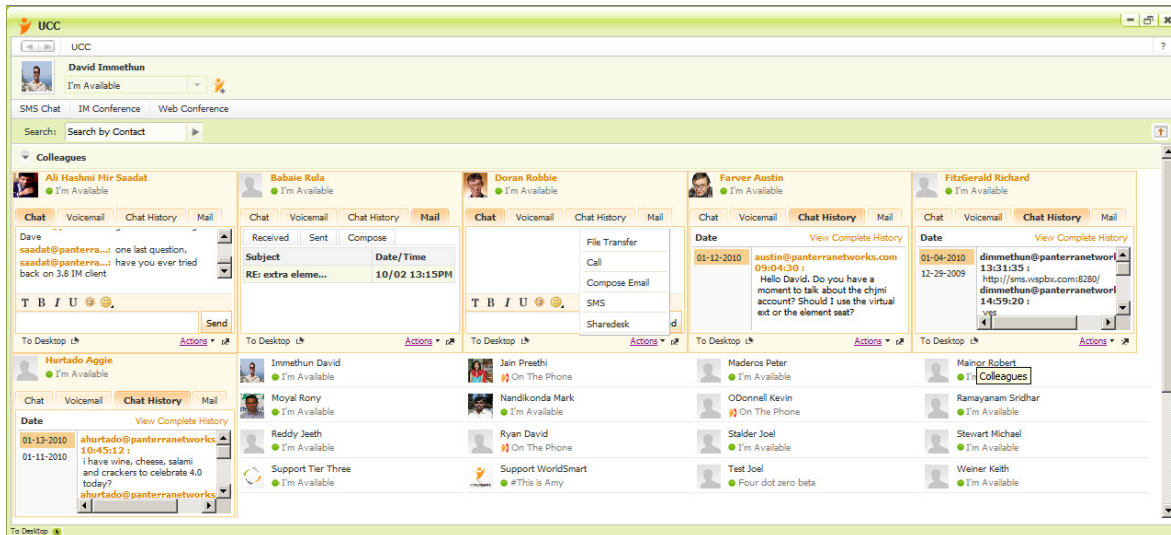 UCC
UCC
?
David Immethun
I'm Available
SMS Chat IM Conference Web Conference
Search: Search by Contact
Colleagues
Ali Hashmi Mir Saadat
I'm Available
Chat Voicemail Chat History Mail
Dave
saadat@panterra...: one last question,
saadat@panterra...: have you ever tried
back on 3.8 IM client
T B I U
Send
To Desktop Actions
Babaie Rula
I'm Available
Chat Voicemail Chat History Mail
Received Sent Compose
Subject Date/Time
RE: extra eleme... 10/02 13:15PM
To Desktop Actions
Doran Robbie
I'm Available
Chat Voicemail Chat History Mail
File Transfer
Call
Compose Email
SMS
Sharedesk
T B I U
d
To Desktop Actions
Farver Austin
I'm Available
Chat Voicemail Chat History Mail
Date View Complete History
01-12-2010
austin@panterranetworks.com
09:04:30 :
Hello David. Do you have a
moment to talk about the chjmi
account? Should I use the virtual
ext or the element seat?
To Desktop Actions
FitzGerald Richard
I'm Available
Chat Voicemail Chat History Mail
Date View Complete History
01-04-2010
12-29-2009
dimmethun@panterranetworl
13:31:35 :
http://sms.wspbx.com:8280/
dimmethun@panterranetworl
14:59:20 :
yes
To Desktop Actions
Hurtado Aggie
I'm Available
Chat Voicemail Chat History Mail
Date View Complete History
01-13-2010
01-11-2010
ahurtado@panterranetworks
10:45:12 :
i have wine, cheese, salami
and crackers to celebrate 4.0
today?
ahurtado@panterranetworks
Immethun David
I'm Available
Jain Preethi
On The Phone
Maderos Peter
I'm Available
Mainor Robert
I'm
Colleagues
Moyal Rony
I'm Available
Nandikonda Mark
I'm Available
ODonnell Kevin
On The Phone
Ramayanam Sridhar
I'm Available
Reddy Jeeth
I'm Available
Ryan David
On The Phone
Stalder Joel
I'm Available
Stewart Michael
I'm Available
Support Tier Three
I'm Available
Support WorldSmart
#This is Amy
Test Joel
Four dot zero beta
Weiner Keith
I'm Available
To Desktop